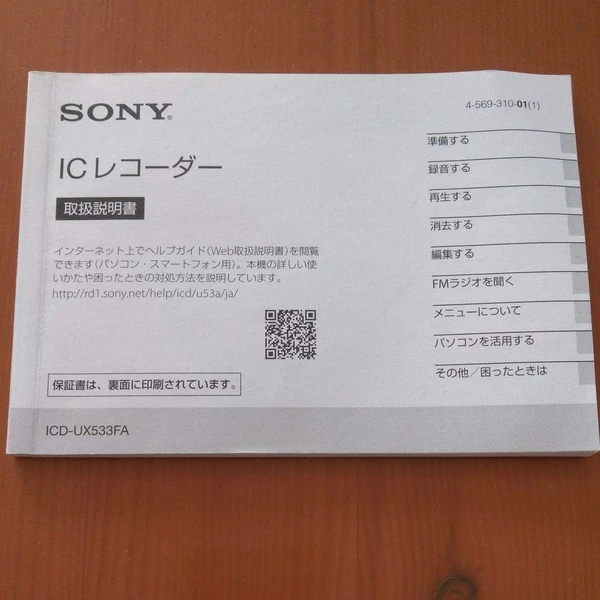 SONY®
4-569-310-01(1)
ICレコーダー
取扱説明書
インターネット上でヘルプガイド(Web取扱説明書)を閲覧
できます(パソコン・スマートフォン用)。本機の詳しい使
いかたや困ったときの対処方法を説明しています。
http://rd1.sony.net/help/icd/u53a/ja/
保証書は、裏面に印刷されています。
ICD-UX533FA
準備する
録音する
再生する
消去する
編集する
FMラジオを聞く
メニューについて
パソコンを活用する
その他/困ったときは